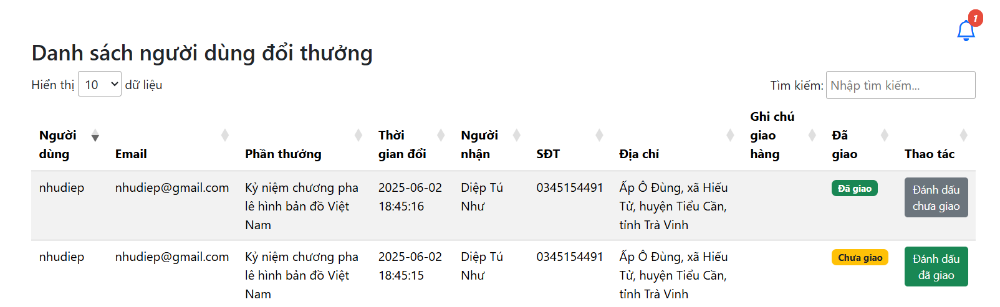 1
Danh sách người dùng đổi thưởng
Hiển thị 10 dữ liệu
Tìm kiếm: Nhập tìm kiếm...
Người dùng Email Phần thưởng Thời gian đổi Người nhận SĐT Địa chỉ Ghi chú giao hàng Đã giao Thao tác
nhudiep nhudiep@gmail.com Kỷ niệm chương pha 2025-06-02 Diệp Tú 0345154491 Ấp Ô Đùng, xã Hiếu Đã giao Đánh dấu
lê hình bản đồ Việt 18:45:16 Như Tử, huyện Tiểu Cần, chưa giao
Nam tỉnh Trà Vinh
nhudiep nhudiep@gmail.com Kỷ niệm chương pha 2025-06-02 Diệp Tú 0345154491 Ấp Ô Đùng, xã Hiếu Chưa giao Đánh dấu
lê hình bản đồ Việt 18:45:15 Như Tử, huyện Tiểu Cần, đã giao
Nam tỉnh Trà Vinh